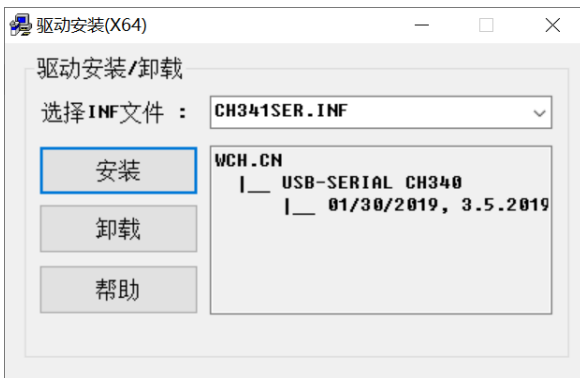 驱动安装(X64)
驱动安装/卸载
选择INF文件 : CH341SER.INF
安装
卸载
帮助
WCH.CN
|__ USB-SERIAL CH340
|__ 01/30/2019, 3.5.2019